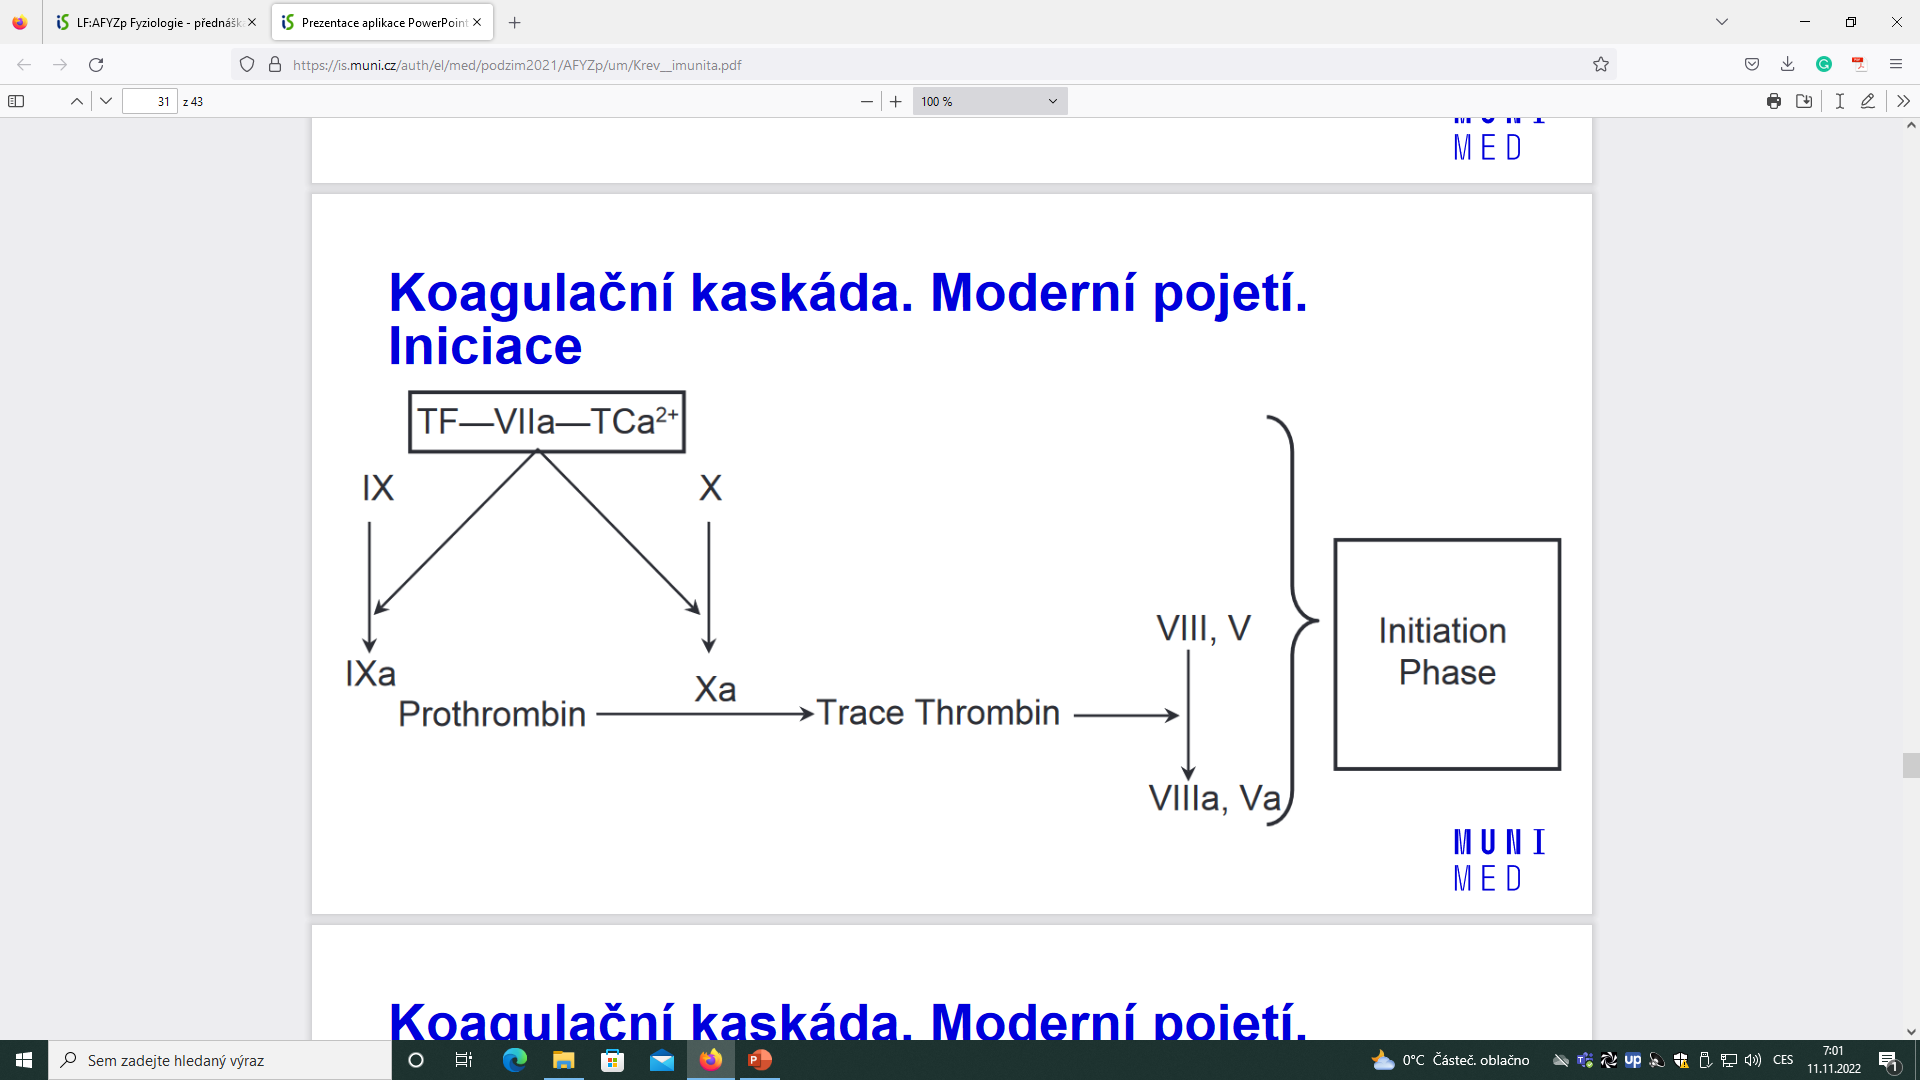 LF:AFYZp Fyziologie - přednášk
Prezentace aplikace PowerPoint
https://is.muni.cz/auth/el/med/podzim2021/AFYZp/um/Krev__imunita.pdf
31 z 43
100 %
MUNI
MED
Koagulační kaskáda. Moderní pojetí.
Iniciace
TF—VIIa—TCa²⁺
IX
X
IXa
Xa
Prothrombin
Trace Thrombin
VIII, V
VIIIa, Va
Initiation
Phase
MUNI
MED
Koagulační kaskáda. Moderní pojetí.
Sem zadejte hledaný výraz
0°C Částeč. oblačno
up
CES
7:01
11.11.2022
1